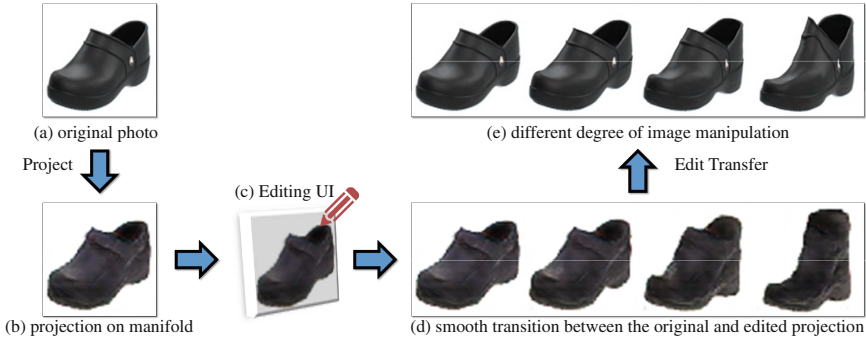 (a) original photo
(e) different degree of image manipulation
Project
Edit Transfer
(c) Editing UI
(b) projection on manifold
(d) smooth transition between the original and edited projection